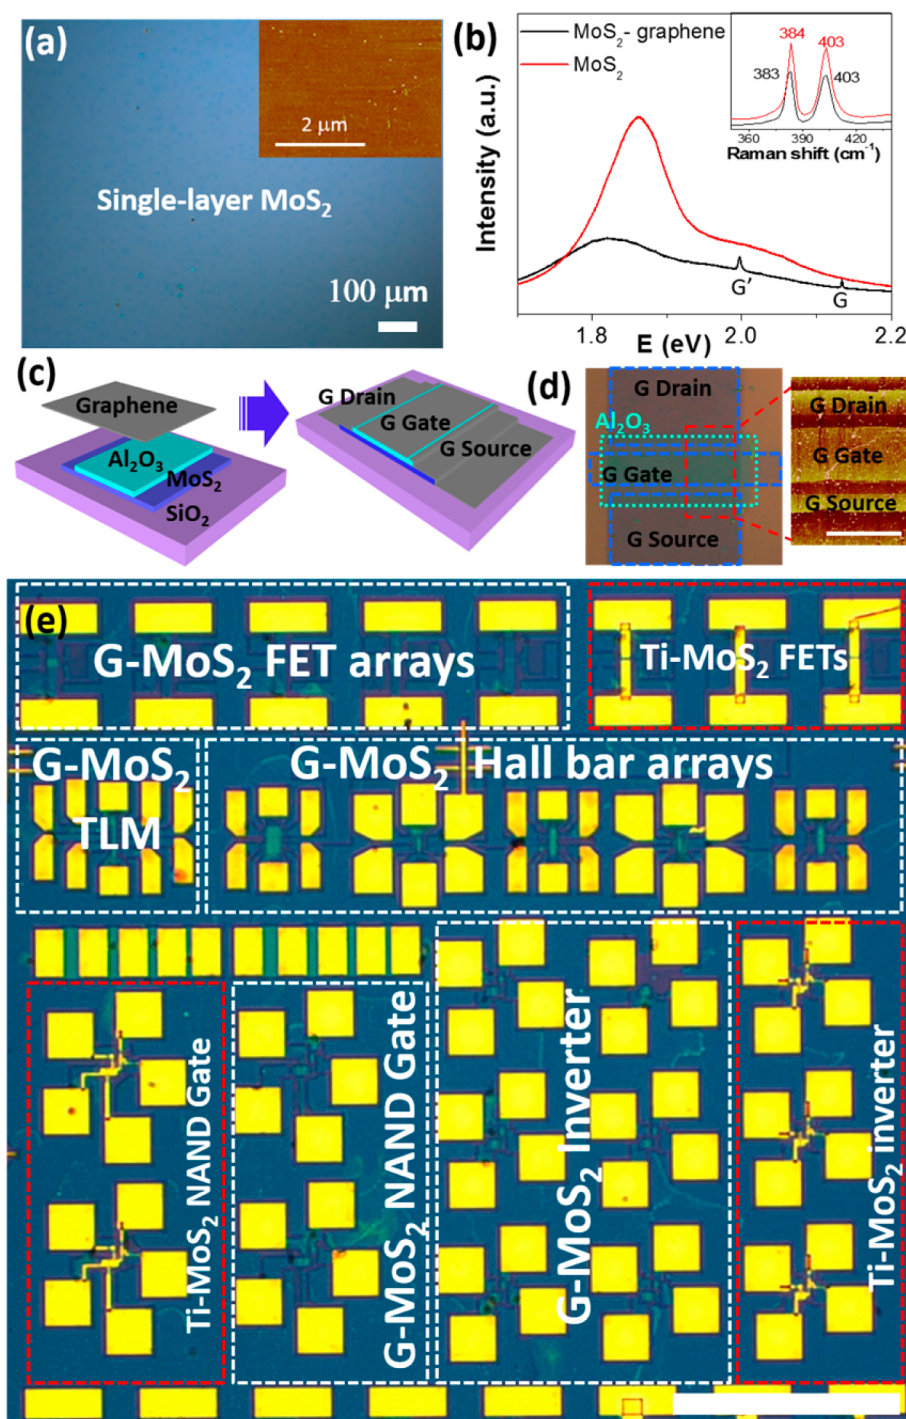 (a)
2 μm
Single-layer MoS₂
100 μm
(b)
MoS₂- graphene
MoS₂
384
403
383
403
360
390
420
Raman shift (cm⁻¹)
Intensity (a.u.)
G'
G
1.8
2.0
2.2
E (eV)
(c)
Graphene
Al₂O₃
MoS₂
SiO₂
G Drain
G Gate
G Source
(d)
G Drain
Al₂O₃
G Gate
G Source
G Drain
G Gate
G Source
(e)
G-MoS₂ FET arrays
Ti-MoS₂ FETs
G-MoS₂
TLM
G-MoS₂ Hall bar arrays
Ti-MoS₂ NAND Gate
G-MoS₂ NAND Gate
G-MoS₂ Inverter
Ti-MoS₂ inverter